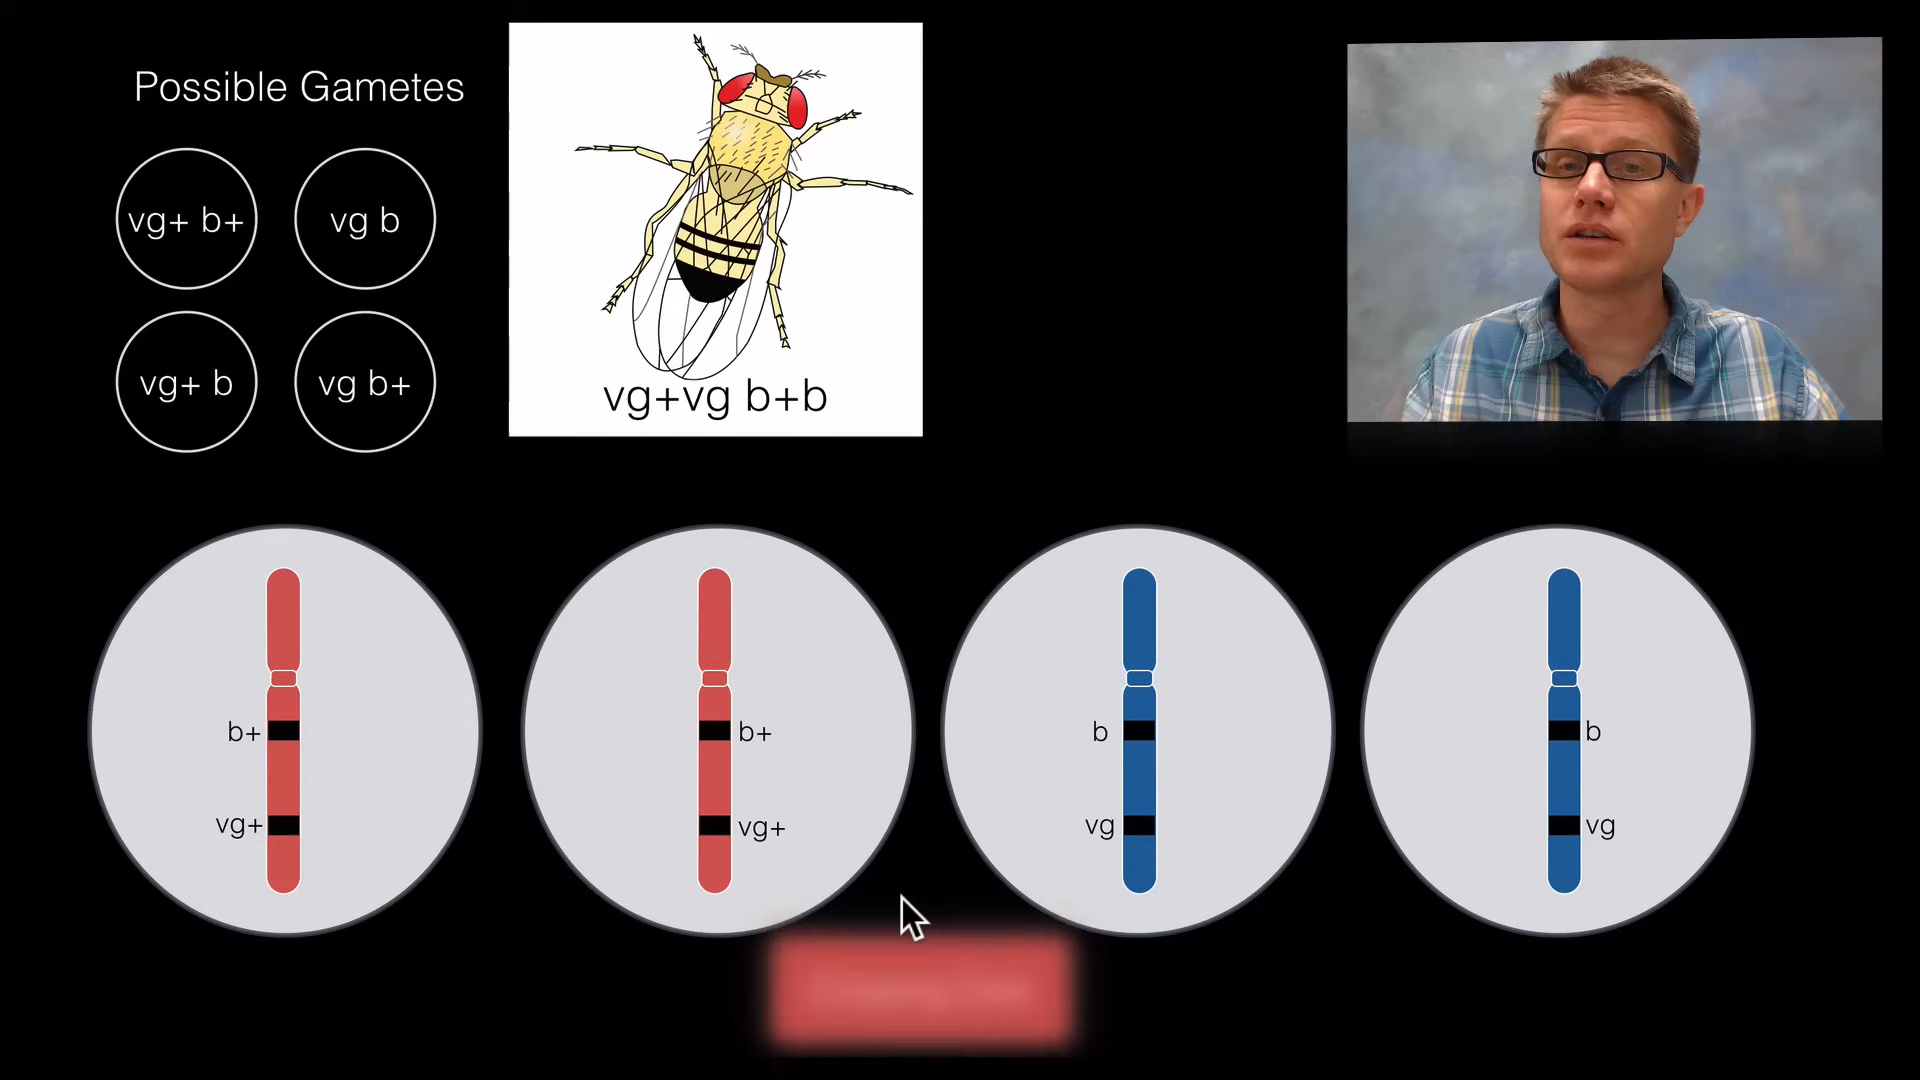 Possible Gametes
vg+ b+
vg b
vg+ b
vg b+
vg+vg b+b
b+
vg+
b+
vg+
b
vg
b
vg